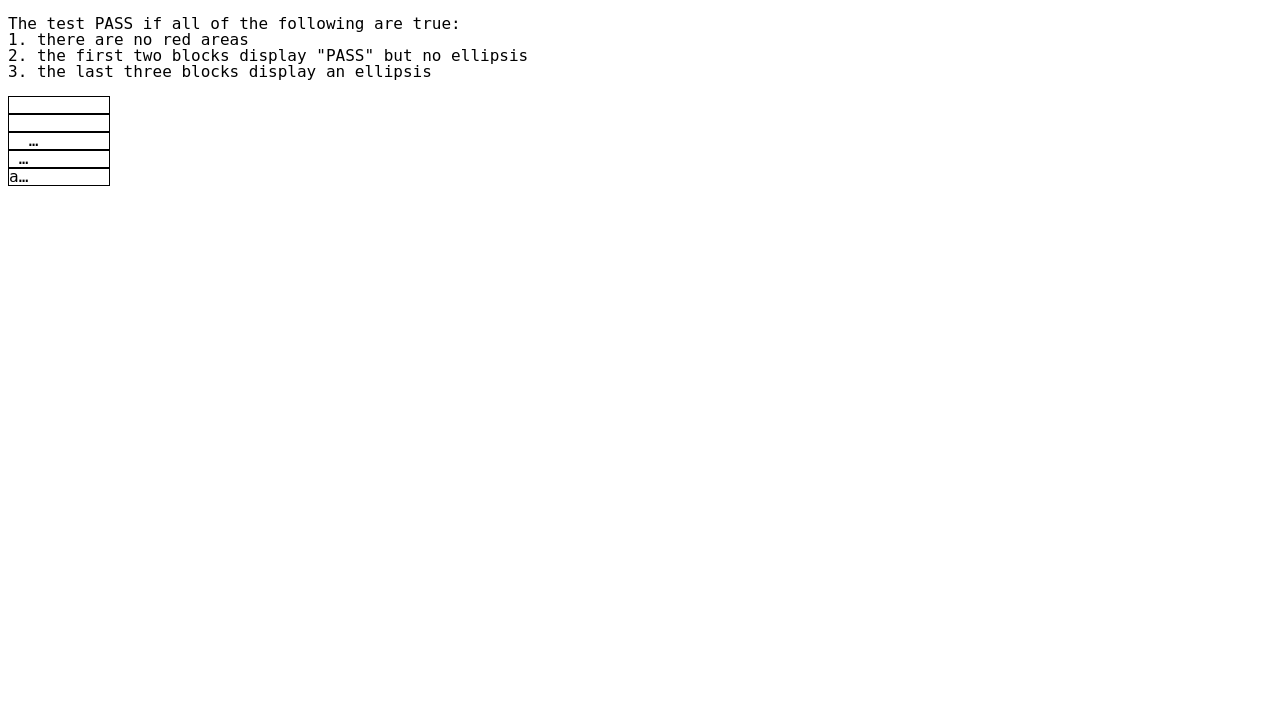 The test PASS if all of the following are true:
1. there are no red areas
2. the first two blocks display "PASS" but no ellipsis
3. the last three blocks display an ellipsis
…
…
a…